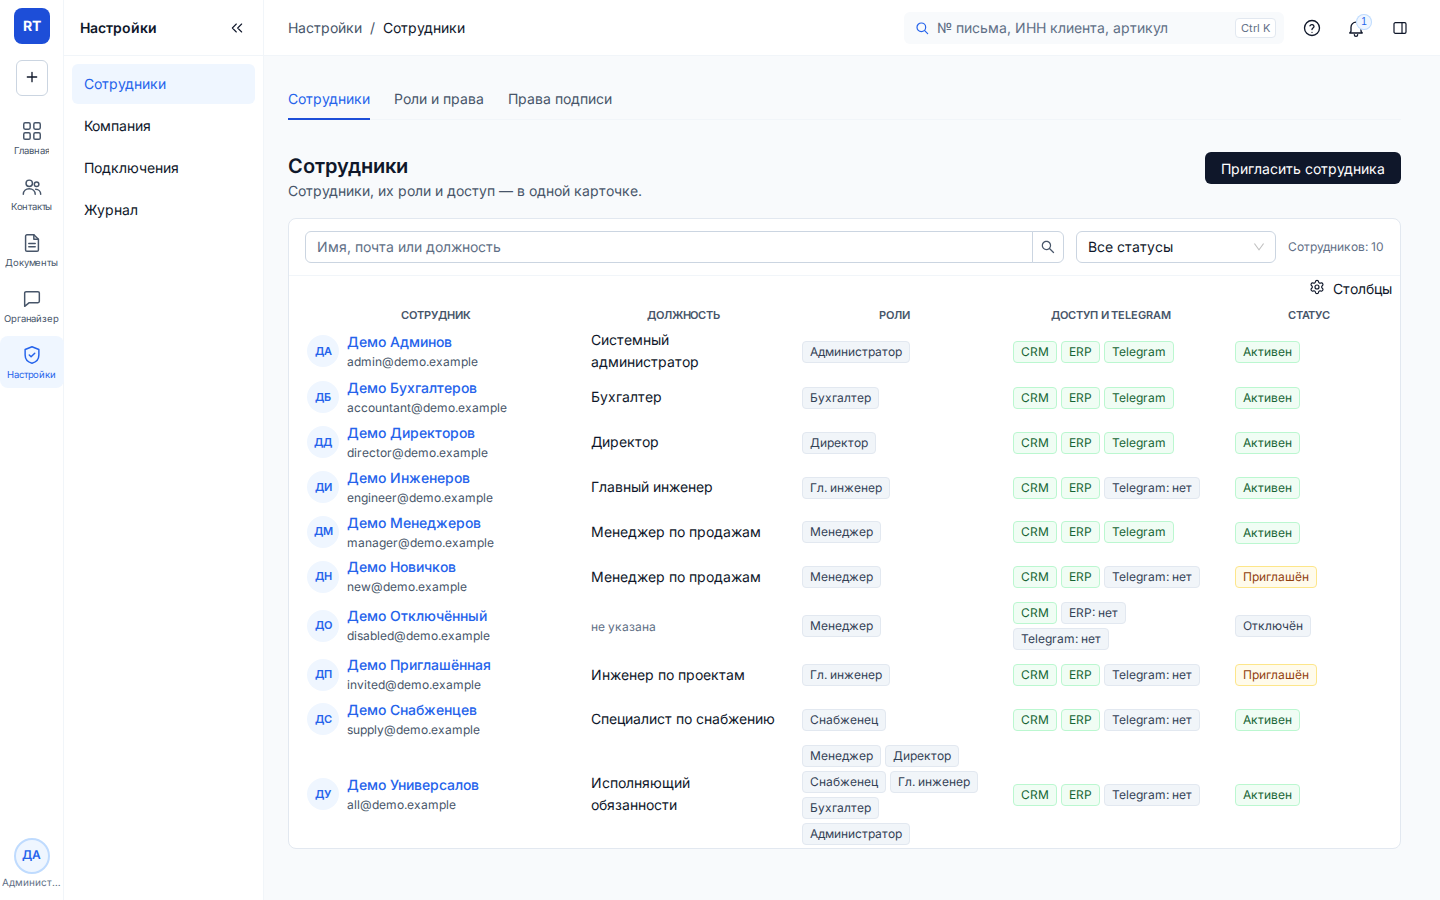 RT
Настройки
Настройки / Сотрудники
№ письма, ИНН клиента, артикул
Ctrl K
1
Главная
Контакты
Документы
Органайзер
Настройки
ДА
Админист...
Сотрудники
Компания
Подключения
Журнал
Сотрудники Роли и права Права подписи
Сотрудники
Сотрудники, их роли и доступ — в одной карточке.
Пригласить сотрудника
Имя, почта или должность
Все статусы
Сотрудников: 10
Столбцы
СОТРУДНИК ДОЛЖНОСТЬ РОЛИ ДОСТУП И TELEGRAM СТАТУС
ДА Демо Админов
admin@demo.example
Системный
администратор
Администратор
CRM ERP Telegram
Активен
ДБ Демо Бухгалтеров
accountant@demo.example
Бухгалтер
Бухгалтер
CRM ERP Telegram
Активен
ДД Демо Директоров
director@demo.example
Директор
Директор
CRM ERP Telegram
Активен
ДИ Демо Инженеров
engineer@demo.example
Главный инженер
Гл. инженер
CRM ERP Telegram: нет
Активен
ДМ Демо Менеджеров
manager@demo.example
Менеджер по продажам
Менеджер
CRM ERP Telegram
Активен
ДН Демо Новичков
new@demo.example
Менеджер по продажам
Менеджер
CRM ERP Telegram: нет
Приглашён
ДО Демо Отключённый
disabled@demo.example
не указана
Менеджер
CRM ERP: нет
Telegram: нет
Отключён
ДП Демо Приглашённая
invited@demo.example
Инженер по проектам
Гл. инженер
CRM ERP Telegram: нет
Приглашён
ДС Демо Снабженцев
supply@demo.example
Специалист по снабжению
Снабженец
CRM ERP Telegram: нет
Активен
ДУ Демо Универсалов
all@demo.example
Исполняющий
обязанности
Менеджер Директор
Снабженец Гл. инженер
Бухгалтер
Администратор
CRM ERP Telegram: нет
Активен